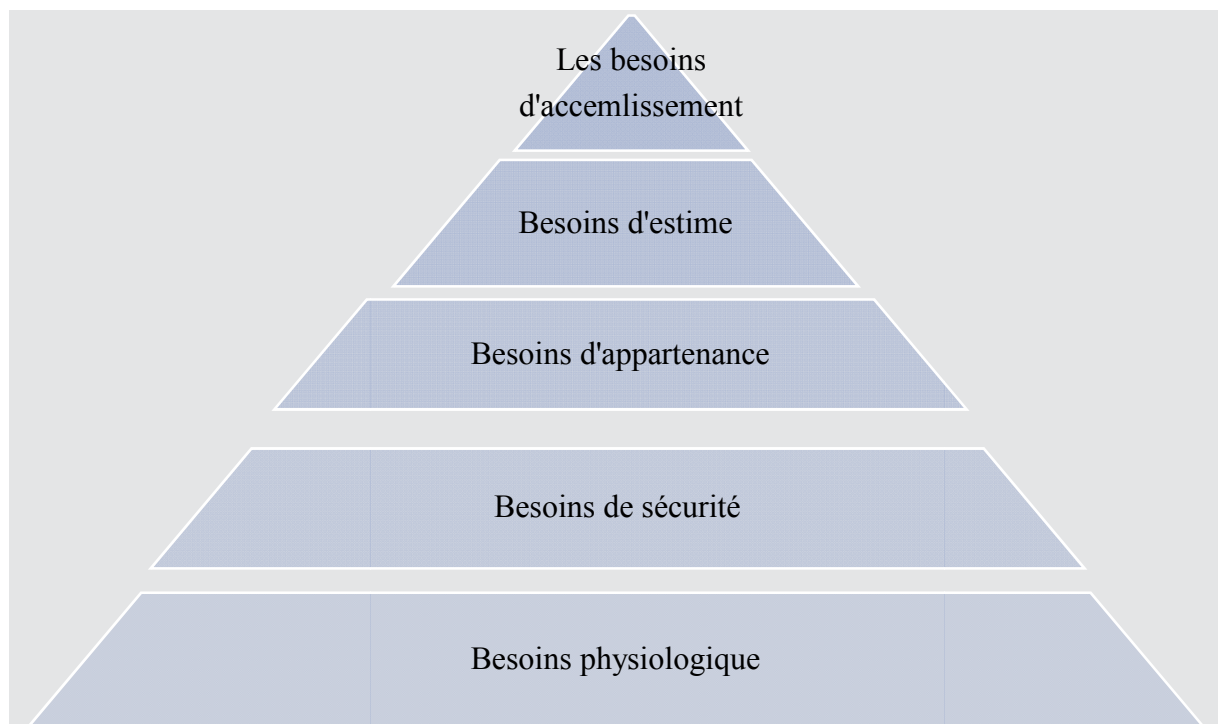 Les besoins
d'accemlissement
Besoins d'estime
Besoins d'appartenance
Besoins de sécurité
Besoins physiologique